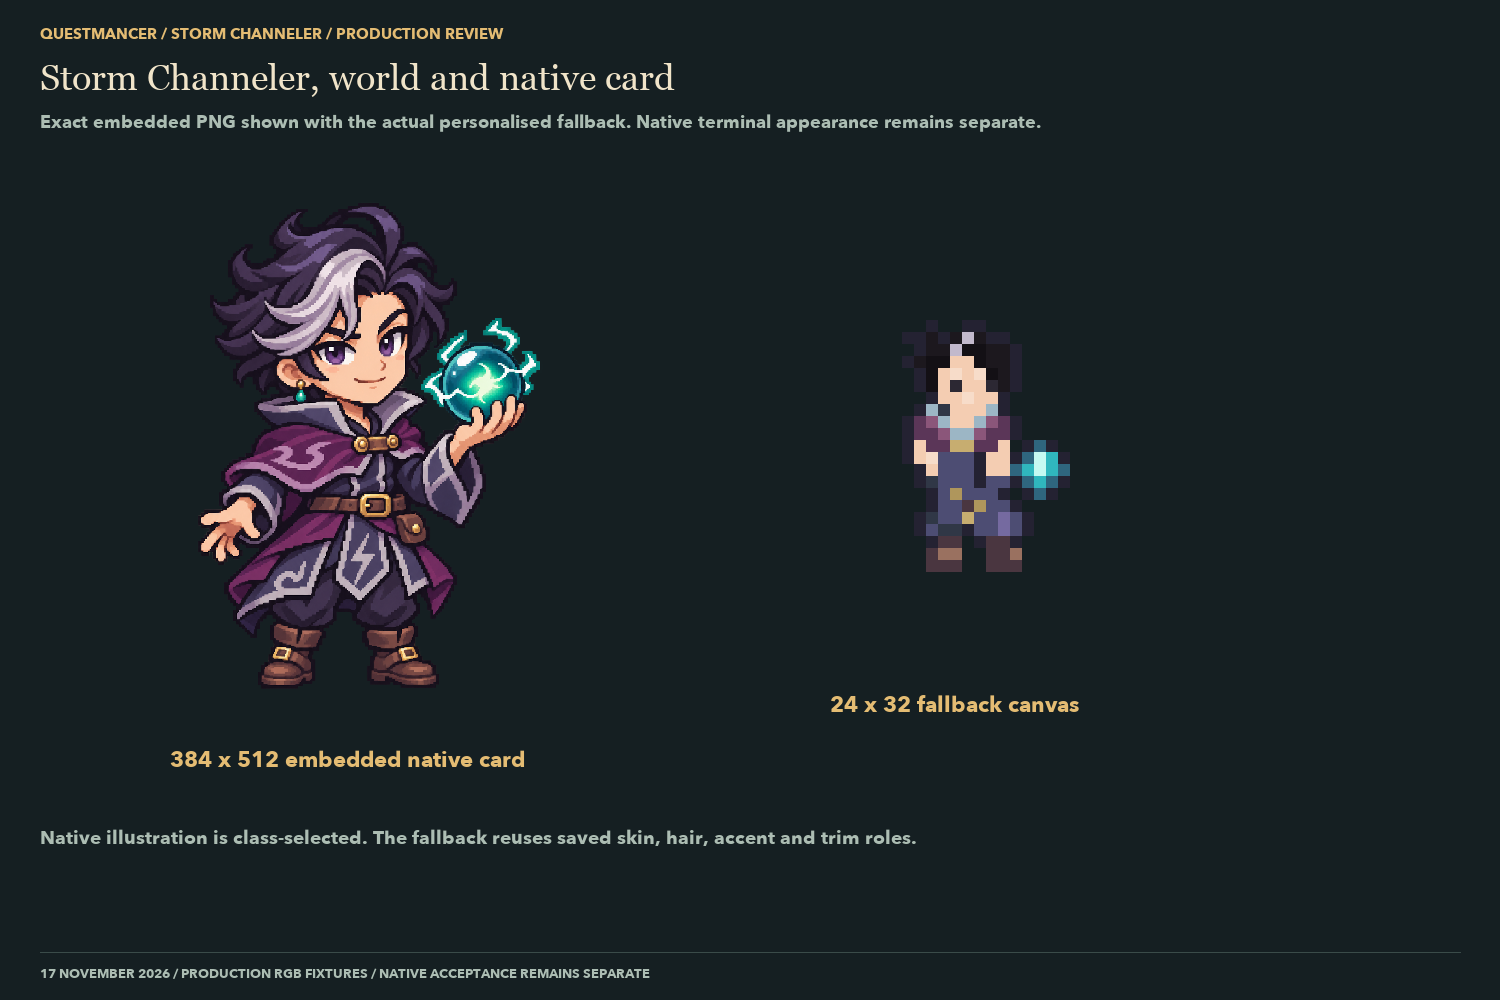 QUESTMANCER / STORM CHANNELER / PRODUCTION REVIEW
Storm Channeler, world and native card
Exact embedded PNG shown with the actual personalised fallback. Native terminal appearance remains separate.
24 x 32 fallback canvas
384 x 512 embedded native card
Native illustration is class-selected. The fallback reuses saved skin, hair, accent and trim roles.
17 NOVEMBER 2026 / PRODUCTION RGB FIXTURES / NATIVE ACCEPTANCE REMAINS SEPARATE